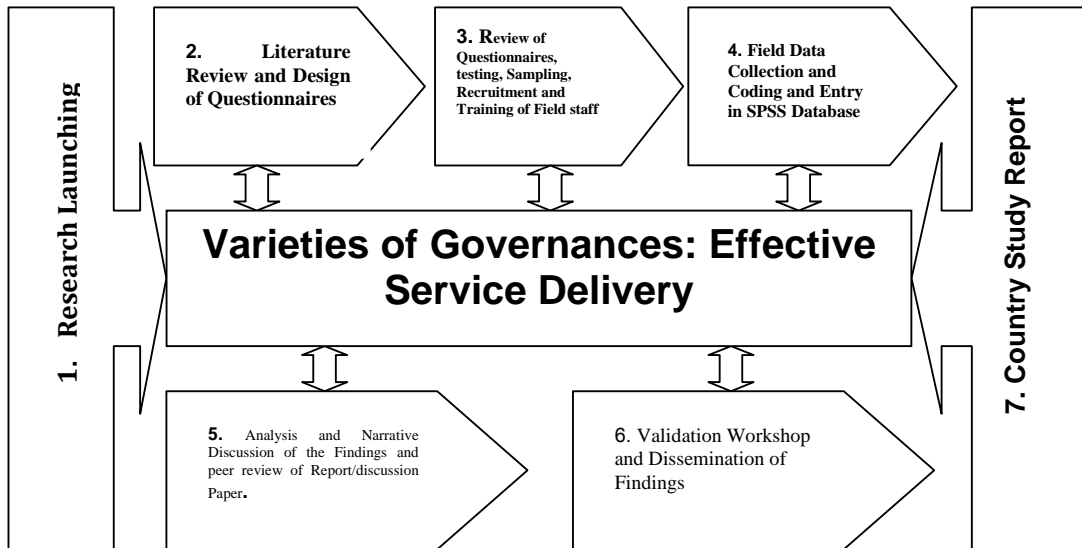 1. Research Launching
2. Literature
Review and Design
of Questionnaires
3. Review of
Questionnaires,
testing, Sampling,
Recruitment and
Training of Field staff
4. Field Data
Collection and
Coding and Entry
in SPSS Database
Varieties of Governances: Effective
Service Delivery
5. Analysis and Narrative
Discussion of the Findings and
peer review of Report/discussion
Paper.
6. Validation Workshop
and Dissemination of
Findings
7. Country Study Report